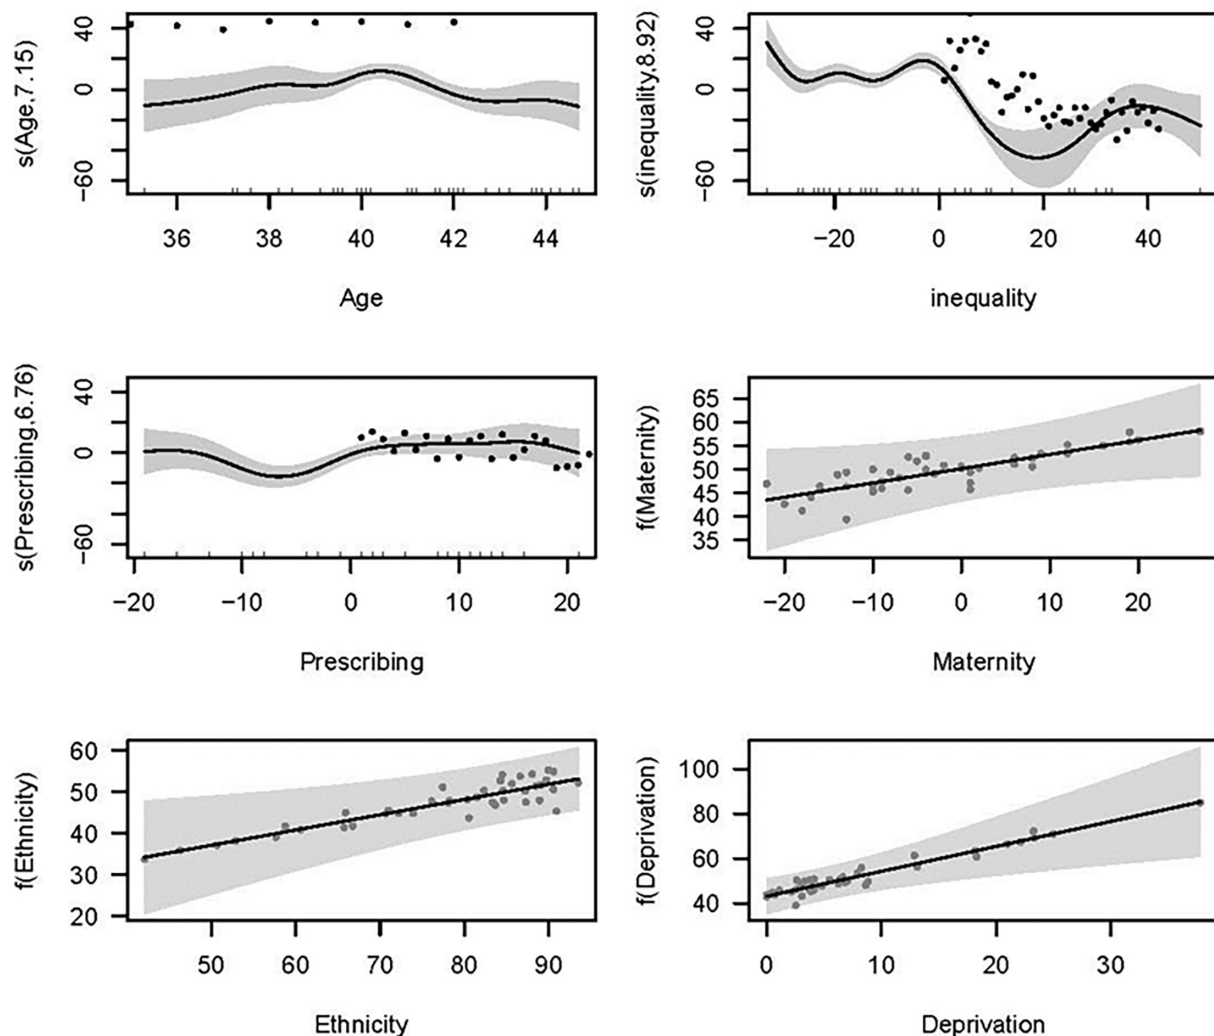 s(Age,7.15)
40
0
−60
36 38 40 42 44
Age
s(inequality,8.92)
40
0
−60
−20 0 20 40
inequality
s(Prescribing,6.76)
40
0
−60
−20 −10 0 10 20
Prescribing
f(Maternity)
65
60
55
50
45
40
35
−20 −10 0 10 20
Maternity
f(Ethnicity)
60
50
40
30
20
50 60 70 80 90
Ethnicity
f(Deprivation)
100
80
60
40
0 10 20 30
Deprivation